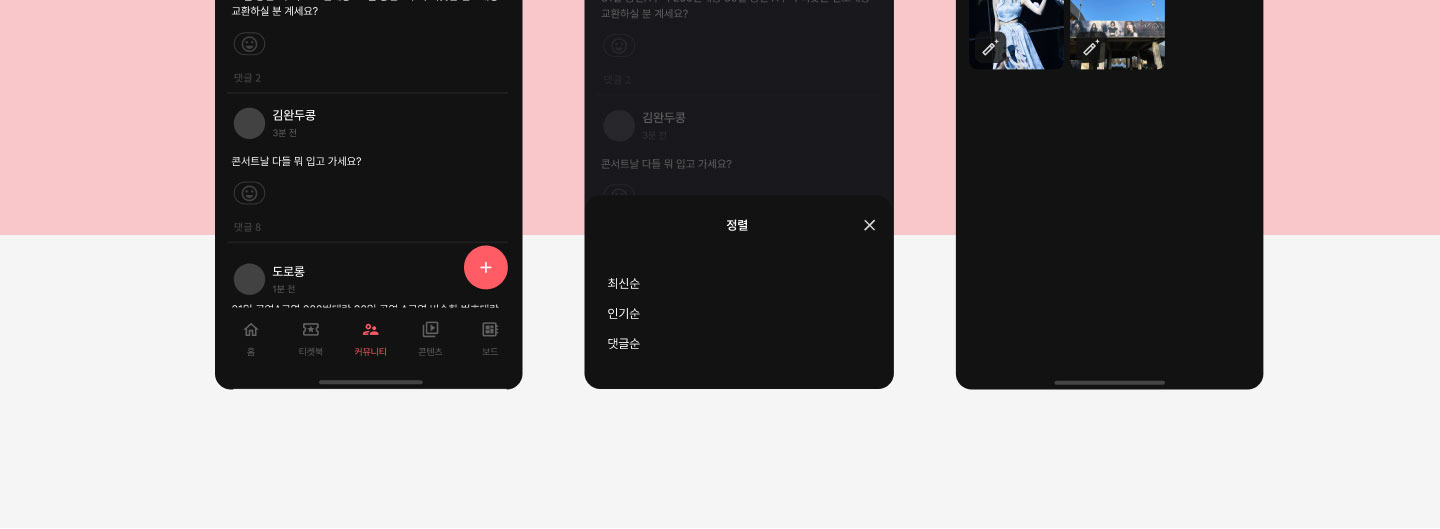 교환하실 분 계세요?
댓글 2
김완두콩
3분 전
콘서트날 다들 뭐 입고 가세요?
댓글 8
도로롱
1분 전
홈
티켓북
커뮤니티
콘텐츠
보드
교환하실 분 계세요?
댓글 2
김완두콩
3분 전
콘서트날 다들 뭐 입고 가세요?
정렬
최신순
인기순
댓글순